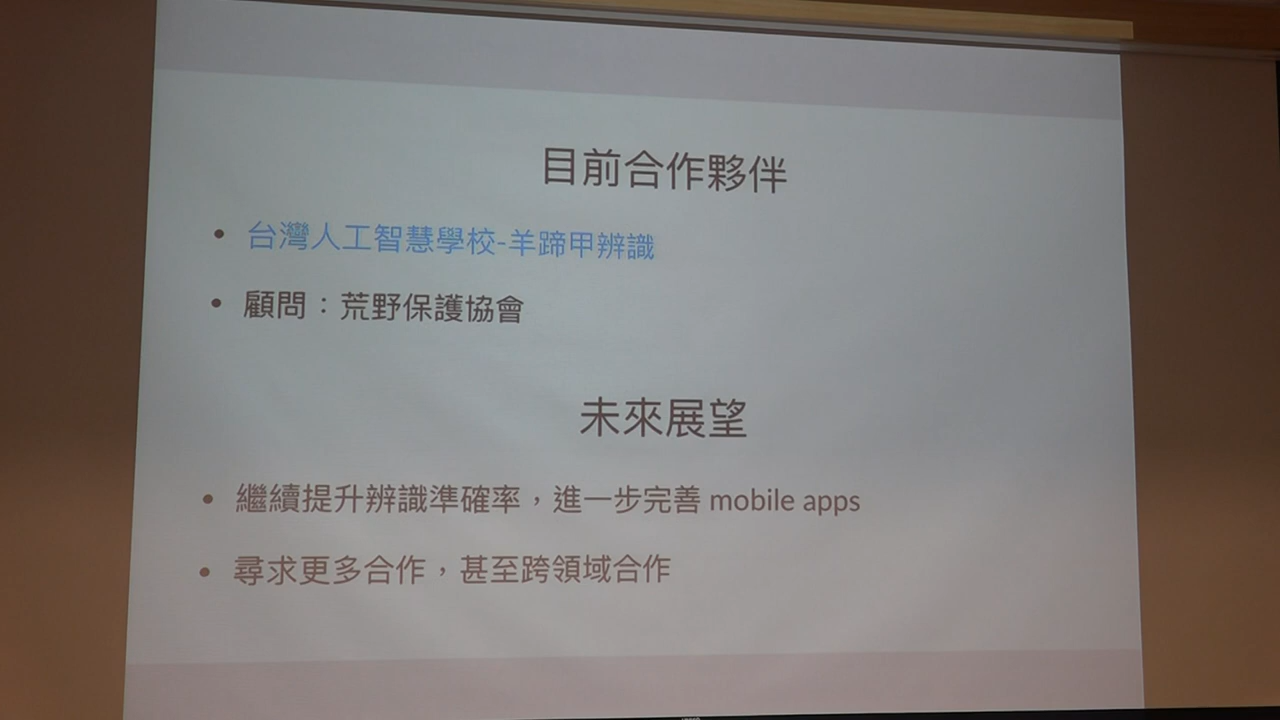 目前合作夥伴
• 台灣人工智慧學校-羊蹄甲辨識
• 顧問：荒野保護協會
未來展望
• 繼續提升辨識準確率，進一步完善 mobile apps
• 尋求更多合作，甚至跨領域合作